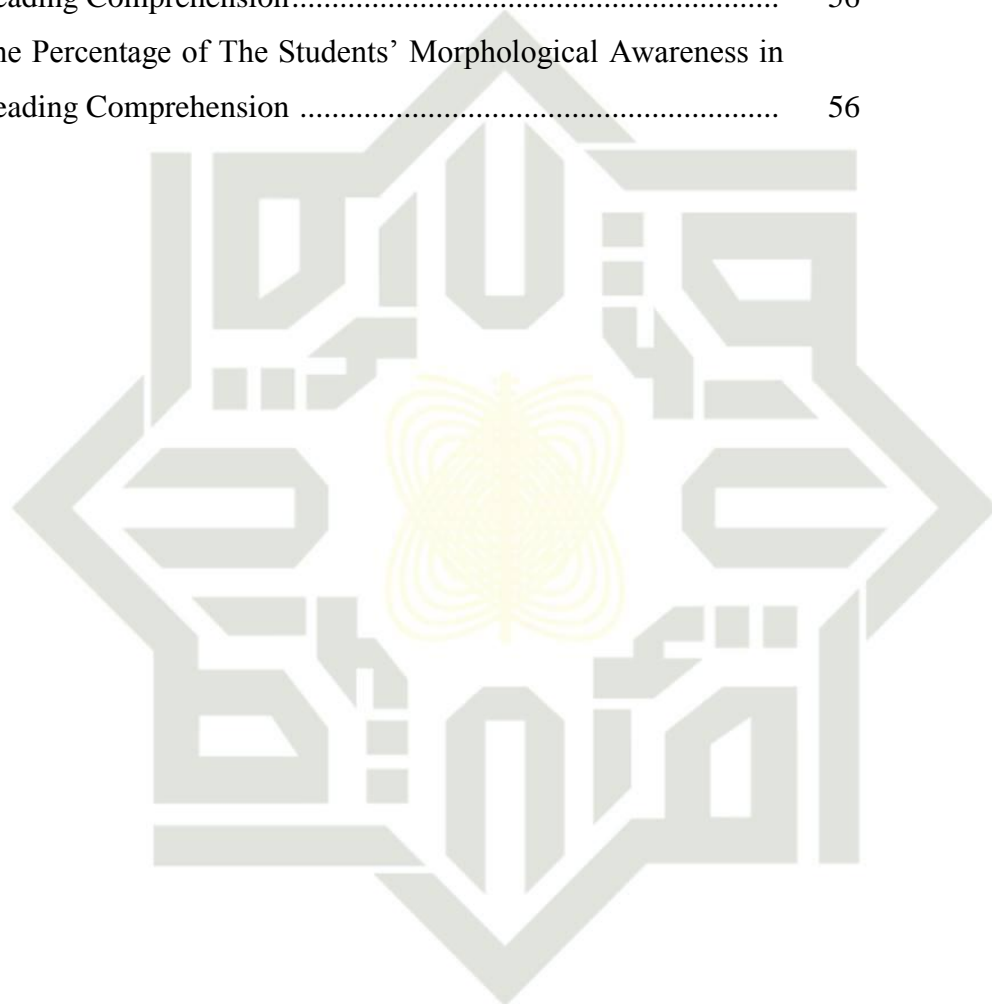 eading Comprehension............................................................. 56
he Percentage of The Students’ Morphological Awareness in
eading Comprehension ............................................................ 56